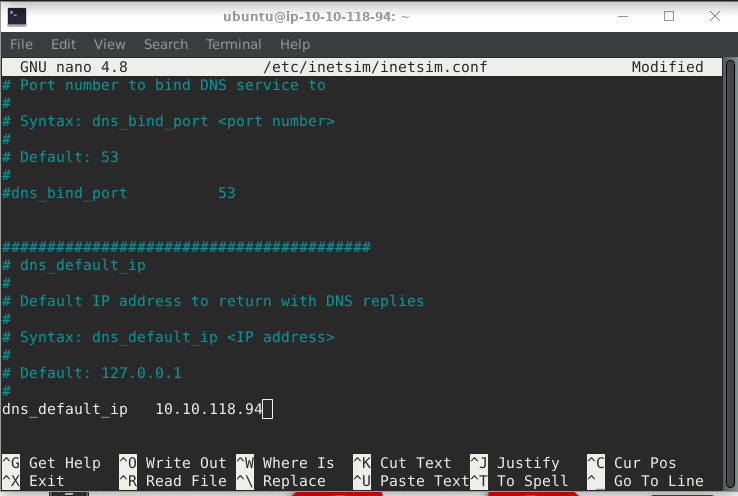 ubuntu@ip-10-10-118-94: ~
File Edit View Search Terminal Help
GNU nano 4.8 /etc/inetsim/inetsim.conf Modified
# Port number to bind DNS service to
#
# Syntax: dns_bind_port <port number>
#
# Default: 53
#
#dns_bind_port 53
#########################################
# dns_default_ip
#
# Default IP address to return with DNS replies
#
# Syntax: dns_default_ip <IP address>
#
# Default: 127.0.0.1
#
dns_default_ip 10.10.118.94
^G Get Help ^O Write Out ^W Where Is ^K Cut Text ^J Justify ^C Cur Pos
^X Exit ^R Read File ^\ Replace ^U Paste Text ^T To Spell ^_ Go To Line